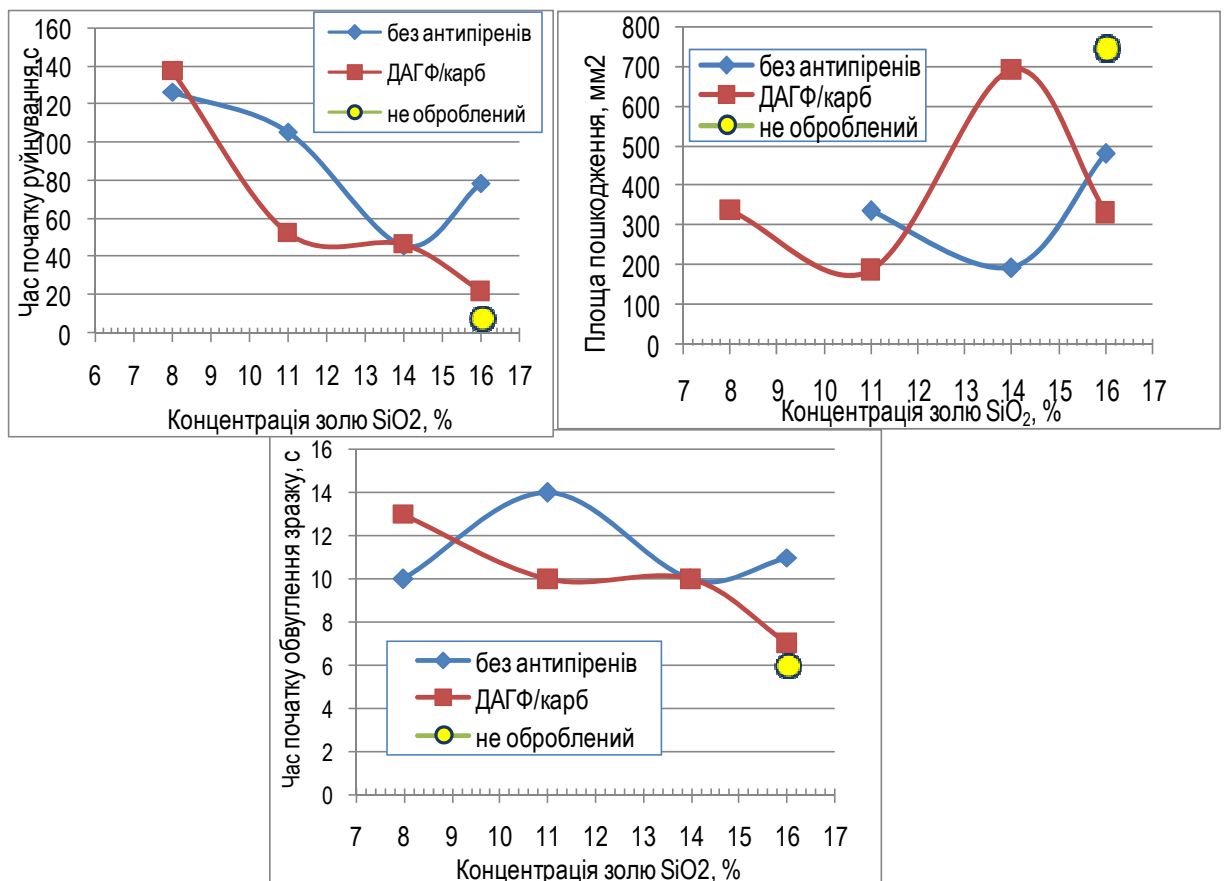 160
140
120
100
80
60
40
20
0
Час початку руйнування, с
без антипіренів
ДАГФ/карб
не оброблений
6 7 8 9 10 11 12 13 14 15 16 17
Концентрація золю SiO2, %
800
700
600
500
400
300
200
100
0
Площа пошкодження, мм2
без антипіренів
ДАГФ/карб
не оброблений
7 8 9 10 11 12 13 14 15 16 17
Концентрація золю SiO₂, %
16
14
12
10
8
6
4
2
0
Час початку обвуглення зразку, с
без антипіренів
ДАГФ/карб
не оброблений
7 8 9 10 11 12 13 14 15 16 17
Концентрація золю SiO2, %